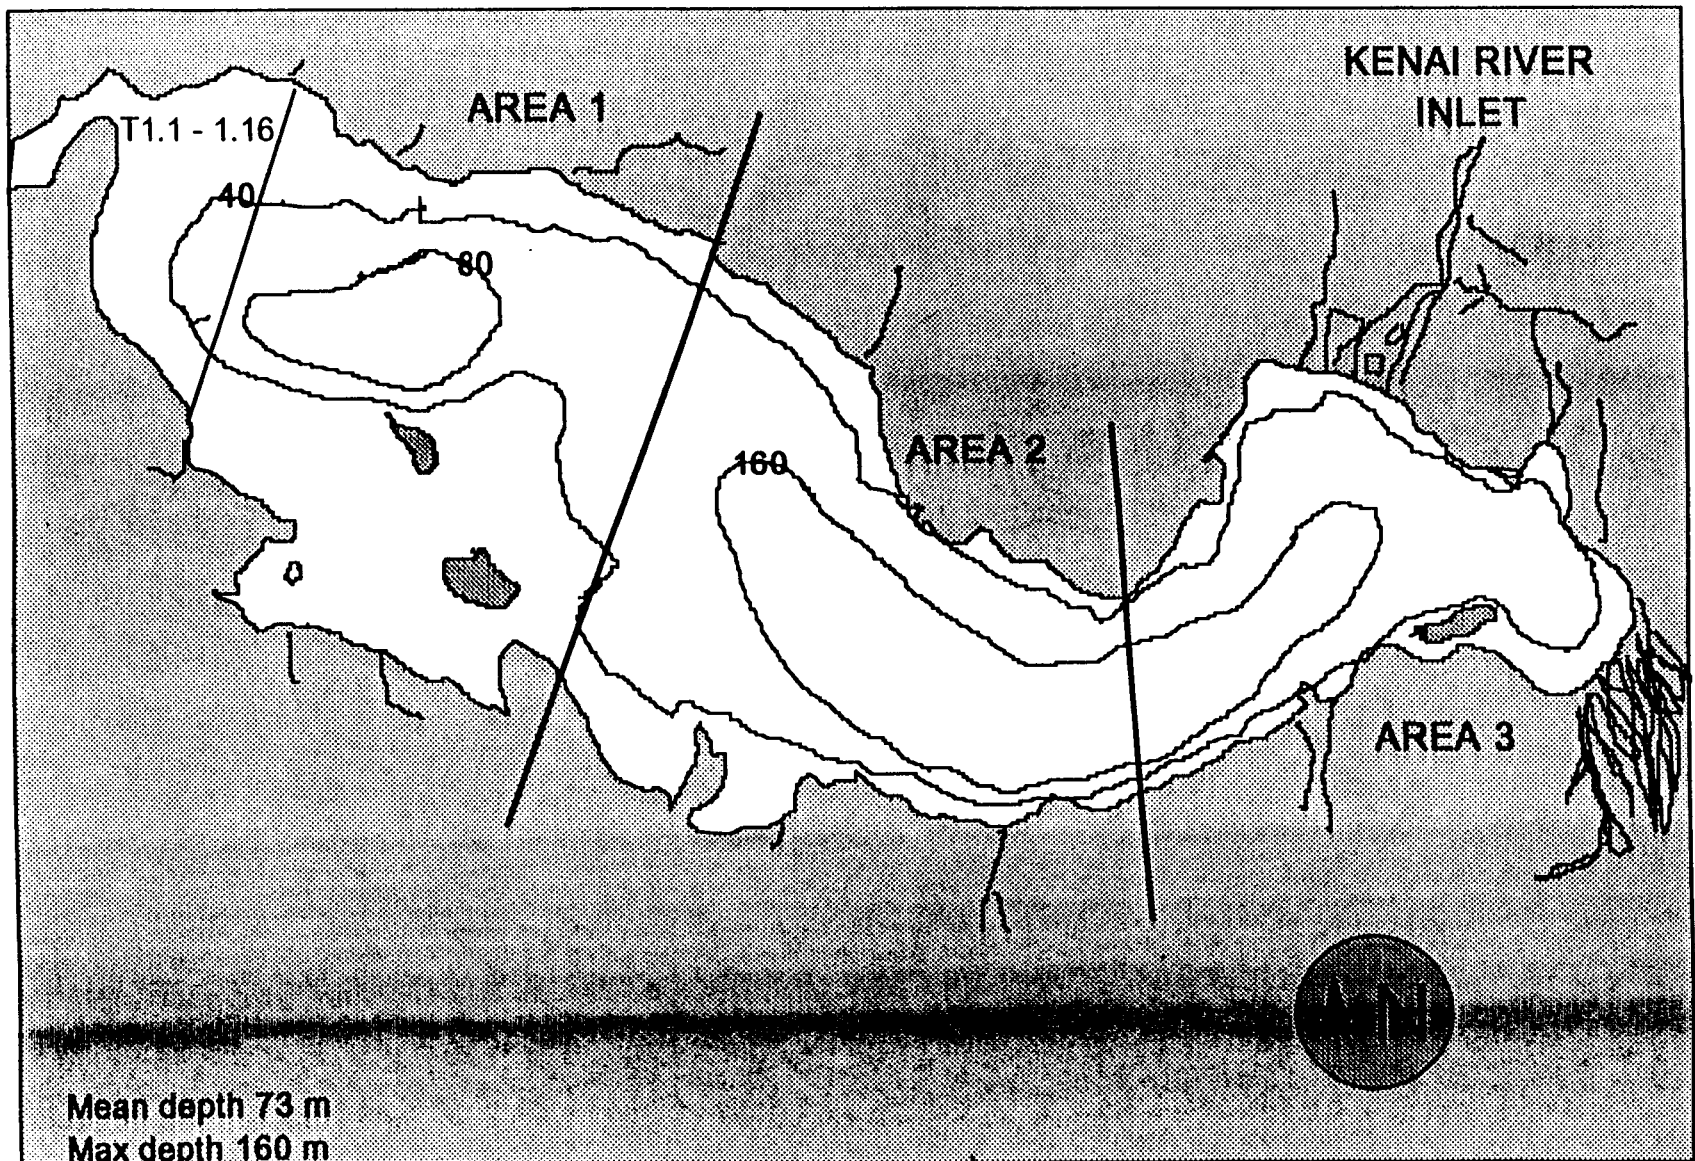 AREA 1
KENAI RIVER
INLET
T1.1 - 1.16
40
80
AREA 2
160
AREA 3
N
Mean depth 73 m
Max depth 160 m